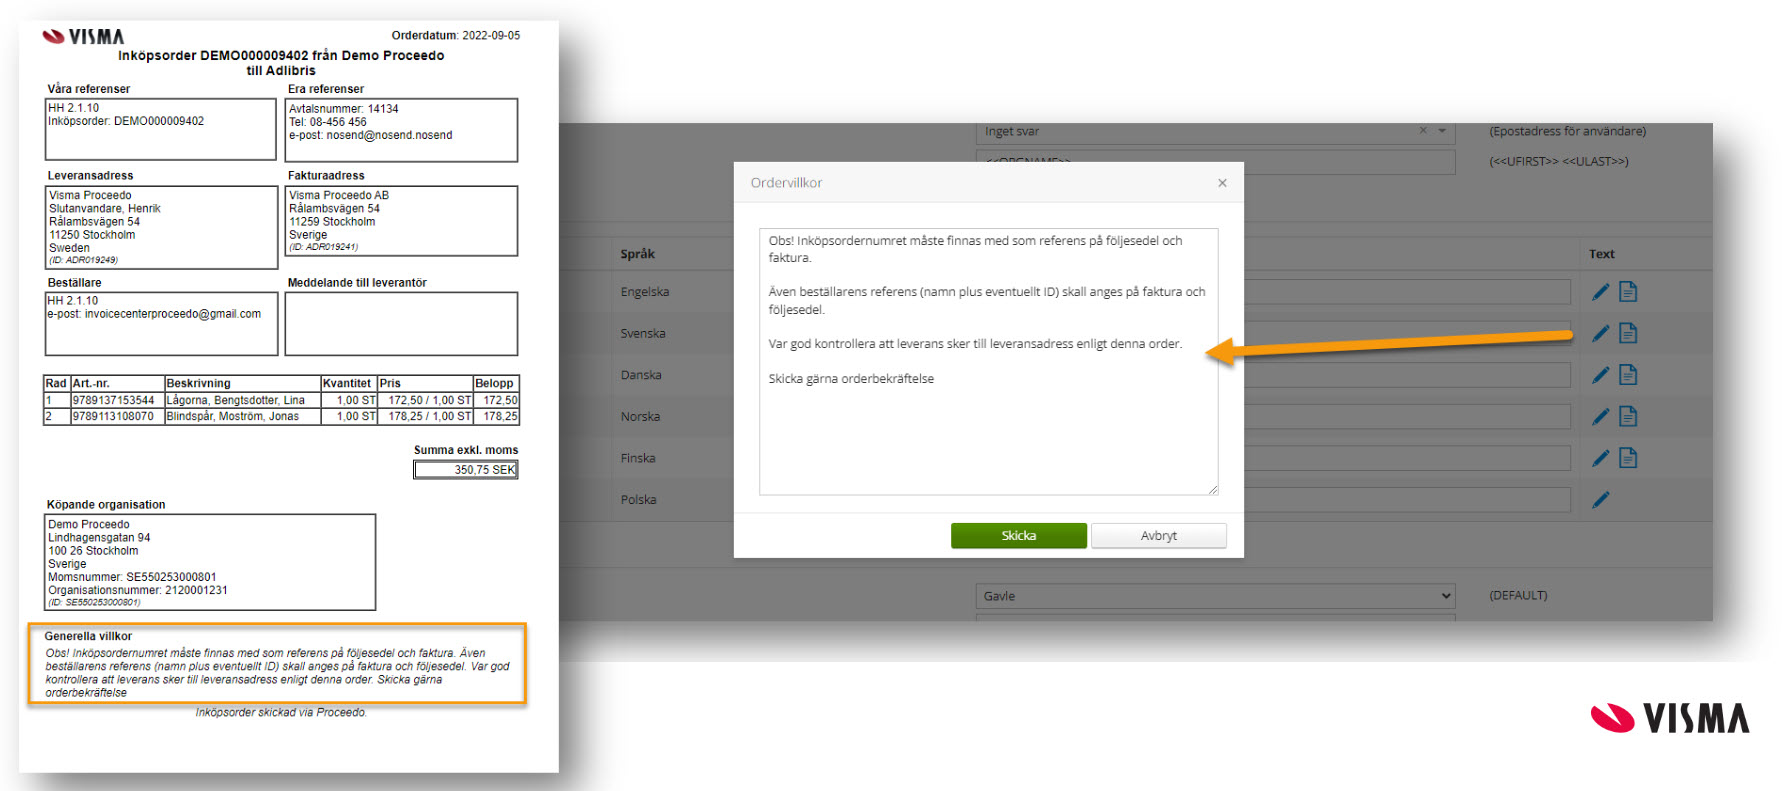 VISMA
Orderdatum: 2022-09-05
Inköpsorder DEMO000009402 från Demo Proceedo
till Adlibris
Våra referenser
HH 2.1.10
Inköpsorder: DEMO000009402
Era referenser
Avtalsnummer: 14134
Tel: 08-456 456
e-post: nosend@nosend.nosend
Leveransadress
Visma Proceedo
Slutanvandare, Henrik
Rålambsvägen 54
11250 Stockholm
Sweden
(ID: ADR019249)
Fakturaadress
Visma Proceedo AB
Rålambsvägen 54
11259 Stockholm
Sverige
(ID: ADR019241)
Beställare
HH 2.1.10
e-post: invoicecenterproceedo@gmail.com
Meddelande till leverantör
Rad Art.-nr. Beskrivning Kvantitet Pris Belopp
1 9789137153544 Lågorna, Bengtsdotter, Lina 1,00 ST 172,50 / 1,00 ST 172,50
2 9789113108070 Blindspår, Moström, Jonas 1,00 ST 178,25 / 1,00 ST 178,25
Summa exkl. moms
350,75 SEK
Köpande organisation
Demo Proceedo
Lindhagensgatan 94
100 26 Stockholm
Sverige
Momsnummer: SE550253000801
Organisationsnummer: 2120001231
(ID: SE550253000801)
Generella villkor
Obs! Inköpsordernumret måste finnas med som referens på följesedel och faktura. Även
beställarens referens (namn plus eventuellt ID) skall anges på faktura och följesedel. Var god
kontrollera att leverans sker till leveransadress enligt denna order. Skicka gärna
orderbekräftelse
Inköpsorder skickad via Proceedo.
Inget svar
(Epostadress för användare)
<<ORGNAME>>
(<<UFIRST>> <<ULAST>>)
Språk
Text
Engelska
Svenska
Danska
Norska
Finska
Polska
Ordervillkor
Obs! Inköpsordernumret måste finnas med som referens på följesedel och
faktura.
Även beställarens referens (namn plus eventuellt ID) skall anges på faktura och
följesedel.
Var god kontrollera att leverans sker till leveransadress enligt denna order.
Skicka gärna orderbekräftelse
Skicka
Avbryt
Gavle
(DEFAULT)
VISMA